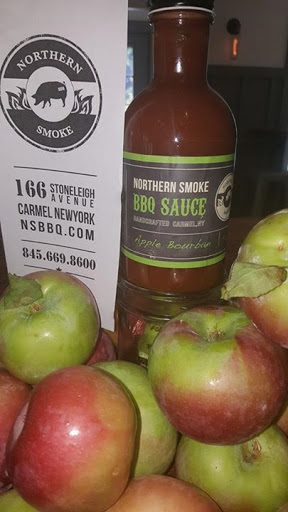 NORTHERN
SMOKE
166 STONELEIGH
AVENUE
CARMEL NEWYORK
NSBBQ.COM
845.669.8600
NORTHERN SMOKE
BBQ SAUCE
HANDCRAFTED CARMEL, NY
Apple Bourbon